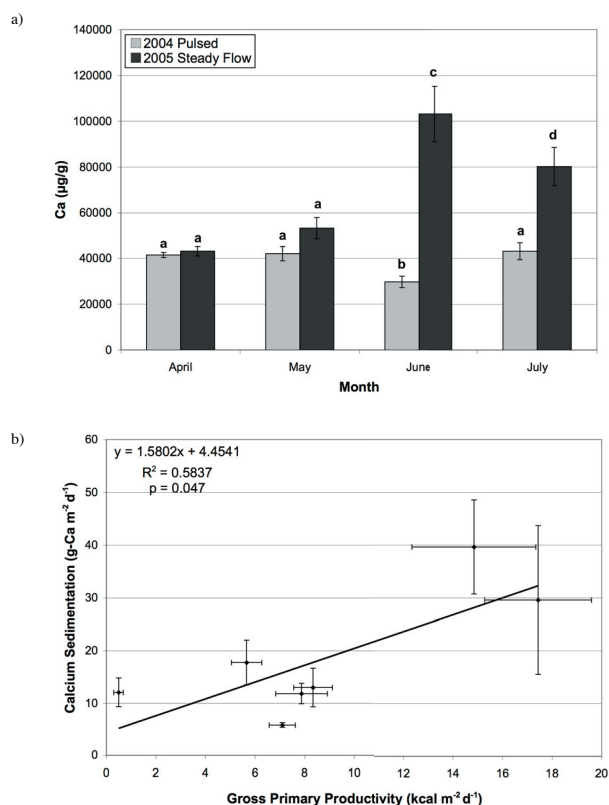 a)
140000
120000
100000
80000
60000
40000
20000
0
2004 Pulsed
2005 Steady Flow
Ca (µg/g)
a a a a b c a d
April May June July
Month
b)
60
50
40
30
20
10
0
y = 1.5802x + 4.4541
R² = 0.5837
p = 0.047
Calcium Sedimentation (g-Ca m⁻² d⁻¹)
0 2 4 6 8 10 12 14 16 18 20
Gross Primary Productivity (kcal m⁻² d⁻¹)